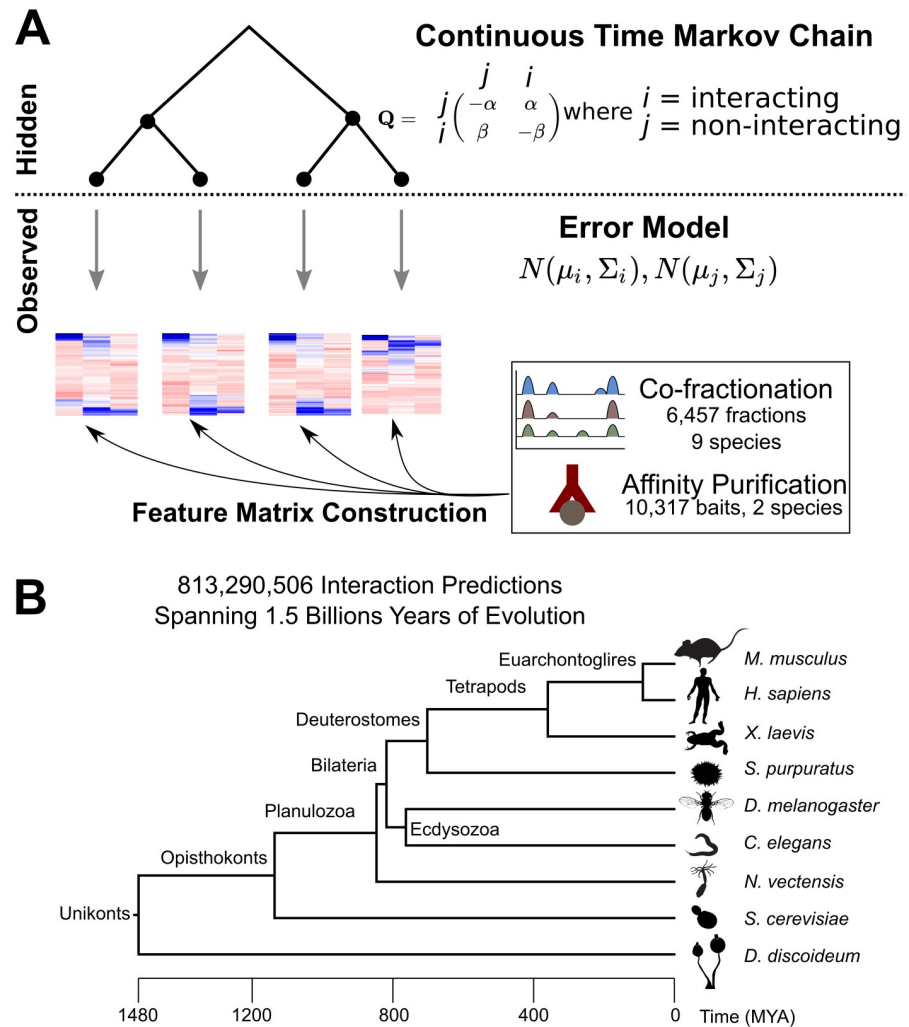 A
Continuous Time Markov Chain
Hidden
j i
Q = j ( −α α ) where i = interacting
i ( β −β ) j = non-interacting
Observed
Error Model
N(μi, Σi), N(μj, Σj)
Co-fractionation
6,457 fractions
9 species
Affinity Purification
10,317 baits, 2 species
Feature Matrix Construction
B
813,290,506 Interaction Predictions
Spanning 1.5 Billions Years of Evolution
Euarchontoglires
M. musculus
Tetrapods
H. sapiens
Deuterostomes
X. laevis
Bilateria
S. purpuratus
Planulozoa
D. melanogaster
Ecdysozoa
C. elegans
Opisthokonts
N. vectensis
Unikonts
S. cerevisiae
D. discoideum
1480 1200 800 400 0 Time (MYA)